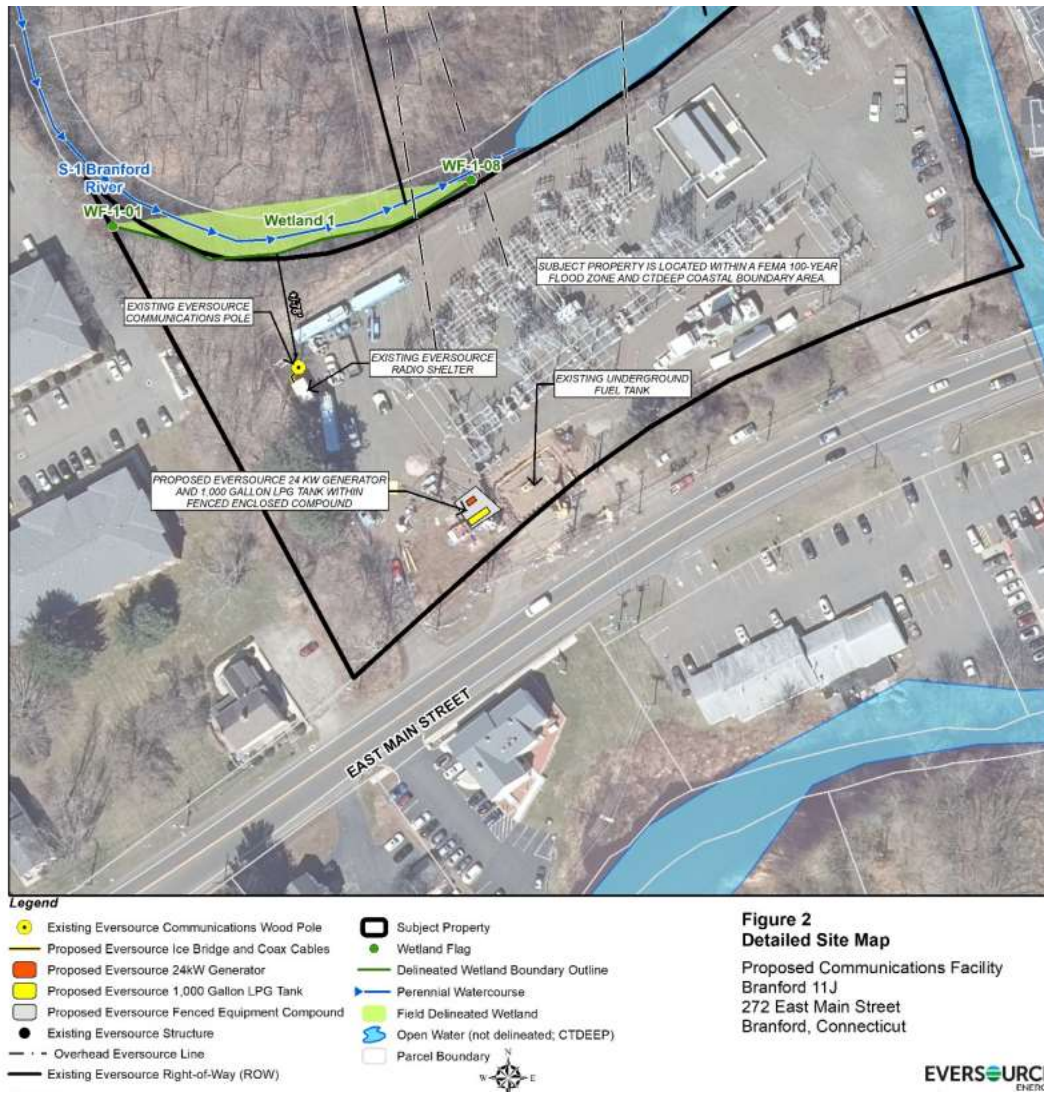 S-1 Branford
River
WF-1-01
WF-1-08
Wetland 1
SUBJECT PROPERTY IS LOCATED WITHIN A FEMA 100-YEAR
FLOOD ZONE AND CTDEEP COASTAL BOUNDARY AREA.
EXISTING EVERSOURCE
COMMUNICATIONS POLE
EXISTING EVERSOURCE
RADIO SHELTER
EXISTING UNDERGROUND
FUEL TANK
PROPOSED EVERSOURCE 24 KW GENERATOR
AND 1,000 GALLON LPG TANK WITHIN
FENCED ENCLOSED COMPOUND
EAST MAIN STREET
Legend
Existing Eversource Communications Wood Pole
Proposed Eversource Ice Bridge and Coax Cables
Proposed Eversource 24kW Generator
Proposed Eversource 1,000 Gallon LPG Tank
Proposed Eversource Fenced Equipment Compound
Existing Eversource Structure
Overhead Eversource Line
Existing Eversource Right-of-Way (ROW)
Subject Property
Wetland Flag
Delineated Wetland Boundary Outline
Perennial Watercourse
Field Delineated Wetland
Open Water (not delineated; CTDEEP)
Parcel Boundary
N
W
E
S
Figure 2
Detailed Site Map
Proposed Communications Facility
Branford 11J
272 East Main Street
Branford, Connecticut
EVERSOURCE
ENERGY